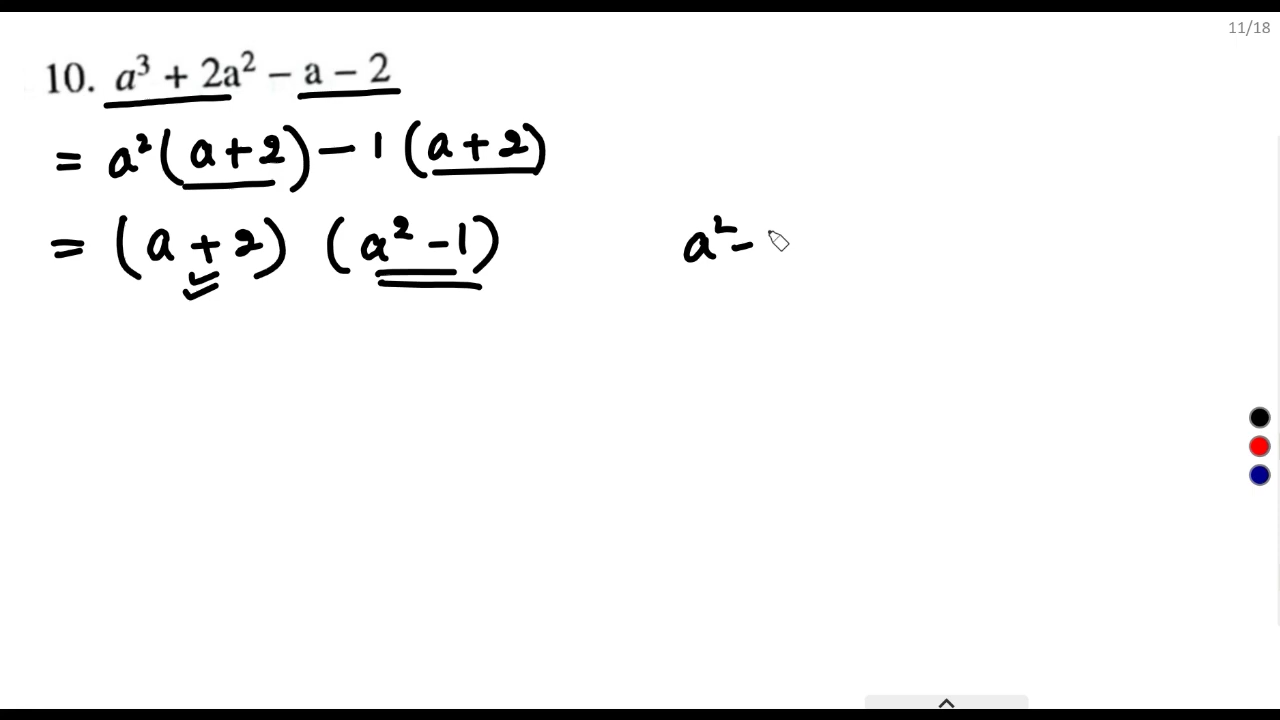 11/18
10. a³ + 2a² − a − 2
= a²(a+2) − 1(a+2)
= (a+2) (a²−1) a²−